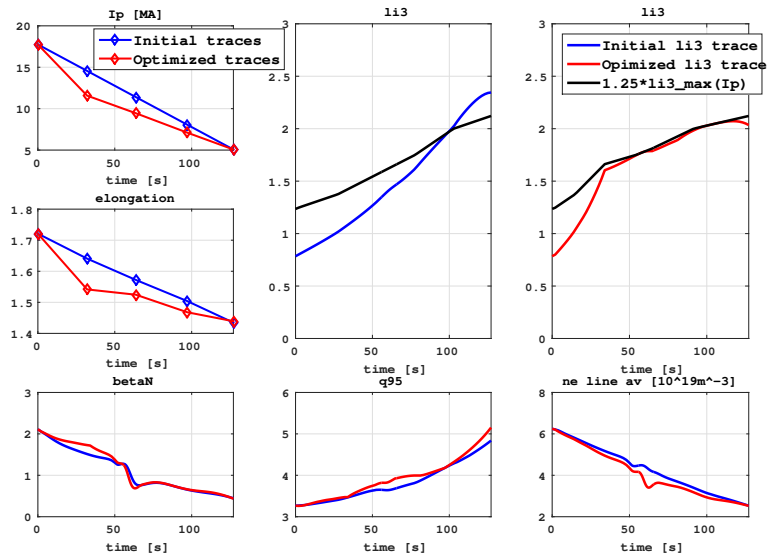 Ip [MA]
20
15
10
5
0
50
100
time [s]
Initial traces
Optimized traces
li3
3
2.5
2
1.5
1
0.5
0
0
50
100
time [s]
li3
3
2.5
2
1.5
1
0.5
0
0
50
100
time [s]
Initial li3 trace
Opimized li3 trace
1.25*li3_max(Ip)
elongation
1.8
1.7
1.6
1.5
1.4
0
50
100
time [s]
betaN
3
2
1
0
0
50
100
time [s]
q95
6
5
4
3
0
50
100
time [s]
ne line av [10^19m^-3]
8
6
4
2
0
50
100
time [s]